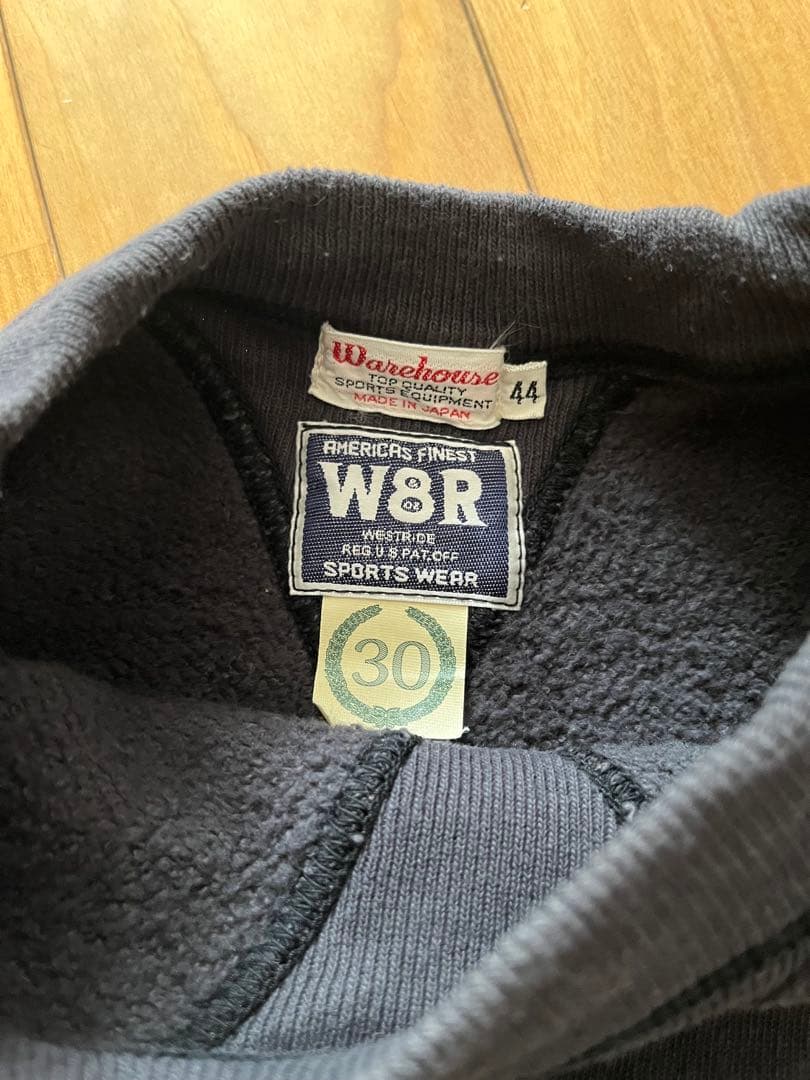 Warehouse
TOP QUALITY
SPORTS EQUIPMENT
MADE IN JAPAN
44
AMERICAS FINEST
W8R
WESTRIDE
REG. U.S PAT. OFF
SPORTS WEAR
30